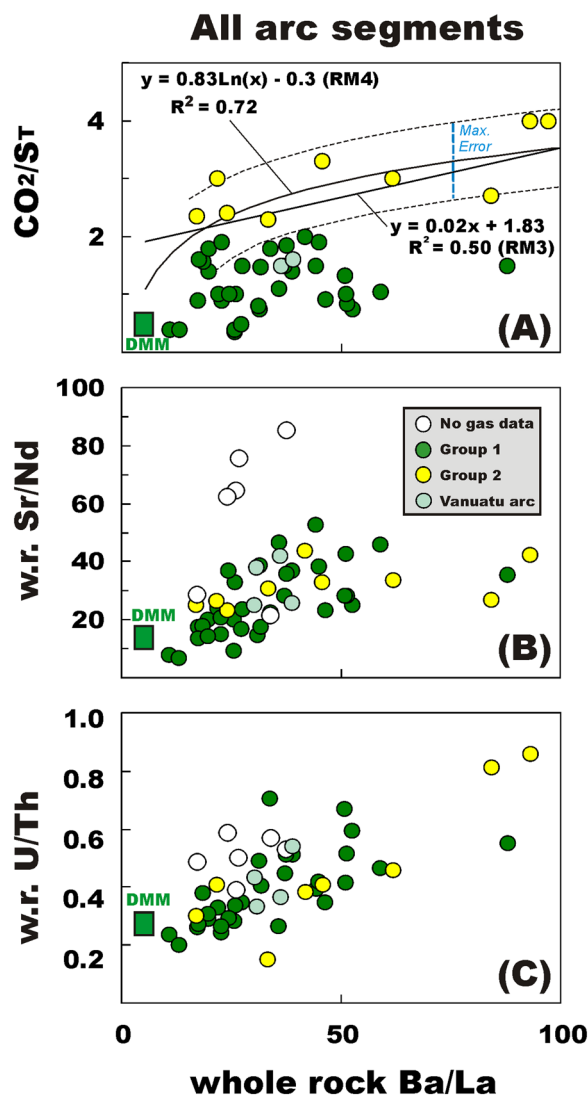 All arc segments
y = 0.83Ln(x) - 0.3 (RM4)
R² = 0.72
Max.
Error
y = 0.02x + 1.83
R² = 0.50 (RM3)
CO²/ST
4
2
DMM
(A)
100
80
60
40
20
w.r. Sr/Nd
No gas data
Group 1
Group 2
Vanuatu arc
DMM
(B)
1.0
0.8
0.6
0.4
0.2
w.r. U/Th
DMM
(C)
0
50
100
whole rock Ba/La